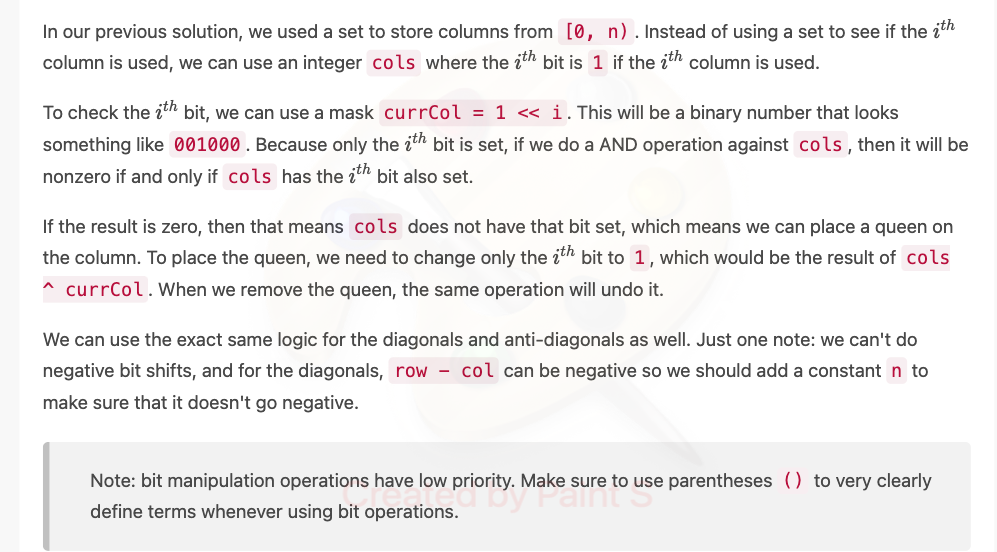 In our previous solution, we used a set to store columns from [0, n). Instead of using a set to see if the i^th
column is used, we can use an integer cols where the i^th bit is 1 if the i^th column is used.
To check the i^th bit, we can use a mask currCol = 1 << i. This will be a binary number that looks
something like 001000. Because only the i^th bit is set, if we do a AND operation against cols, then it will be
nonzero if and only if cols has the i^th bit also set.
If the result is zero, then that means cols does not have that bit set, which means we can place a queen on
the column. To place the queen, we need to change only the i^th bit to 1, which would be the result of cols
^ currCol. When we remove the queen, the same operation will undo it.
We can use the exact same logic for the diagonals and anti-diagonals as well. Just one note: we can't do
negative bit shifts, and for the diagonals, row - col can be negative so we should add a constant n to
make sure that it doesn't go negative.
Note: bit manipulation operations have low priority. Make sure to use parentheses () to very clearly
Created by Paint S
define terms whenever using bit operations.